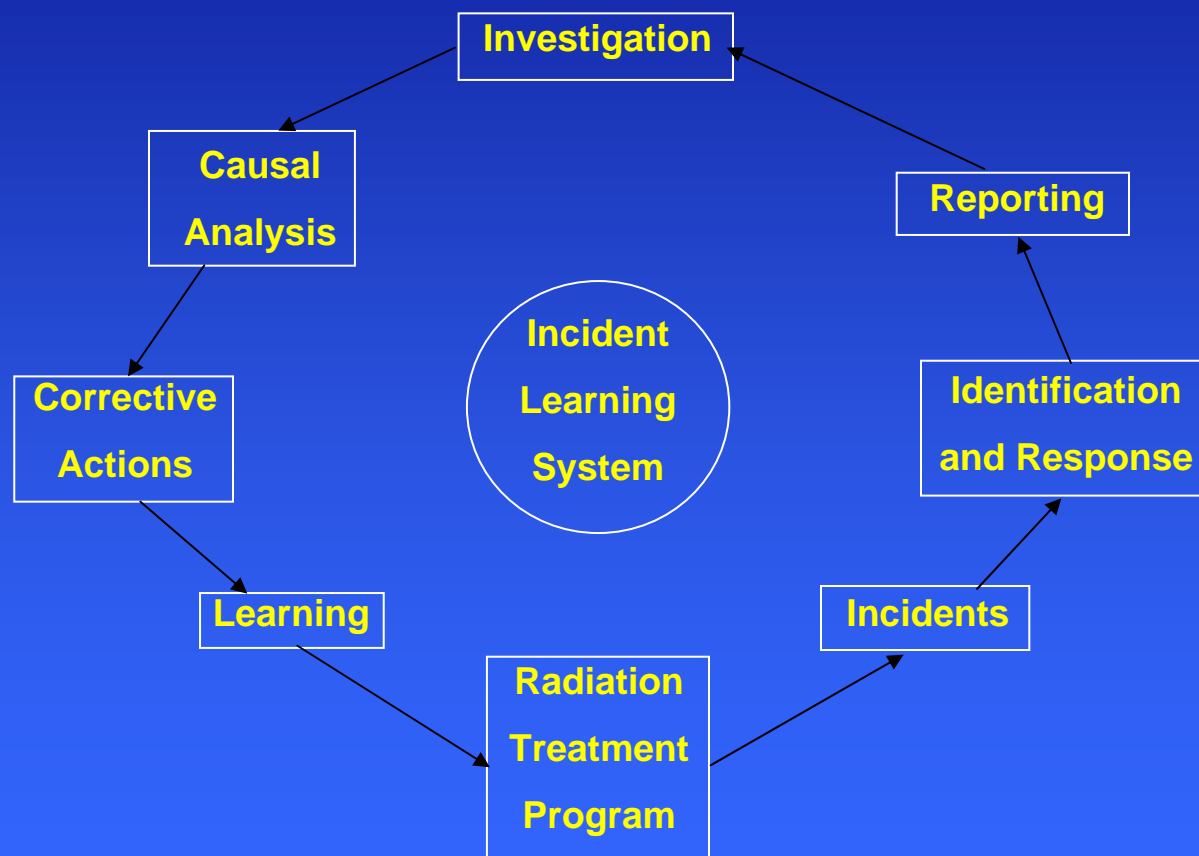 Investigation
Causal
Analysis
Reporting
Incident
Learning
System
Corrective
Actions
Identification
and Response
Learning
Incidents
Radiation
Treatment
Program